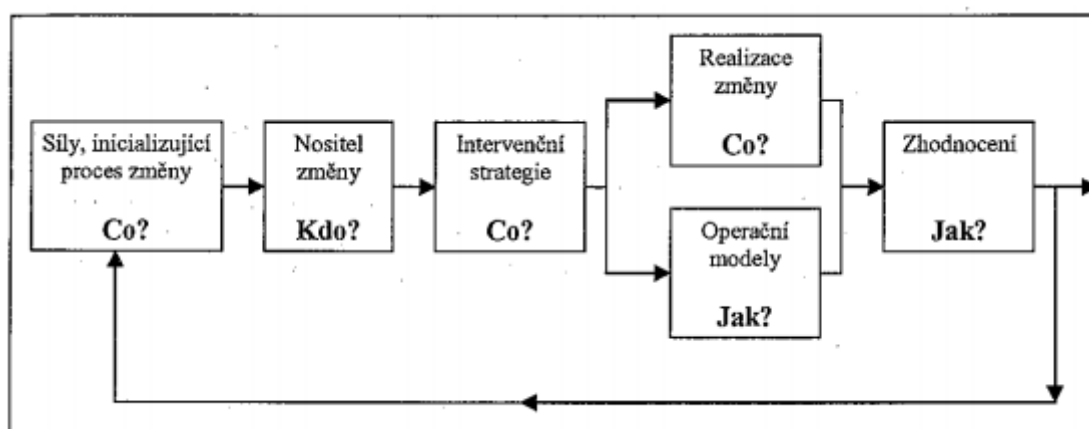 Síly, inicializující
proces změny
Co?
Nositel
změny
Kdo?
Intervenční
strategie
Co?
Realizace
změny
Co?
Operační
modely
Jak?
Zhodnocení
Jak?